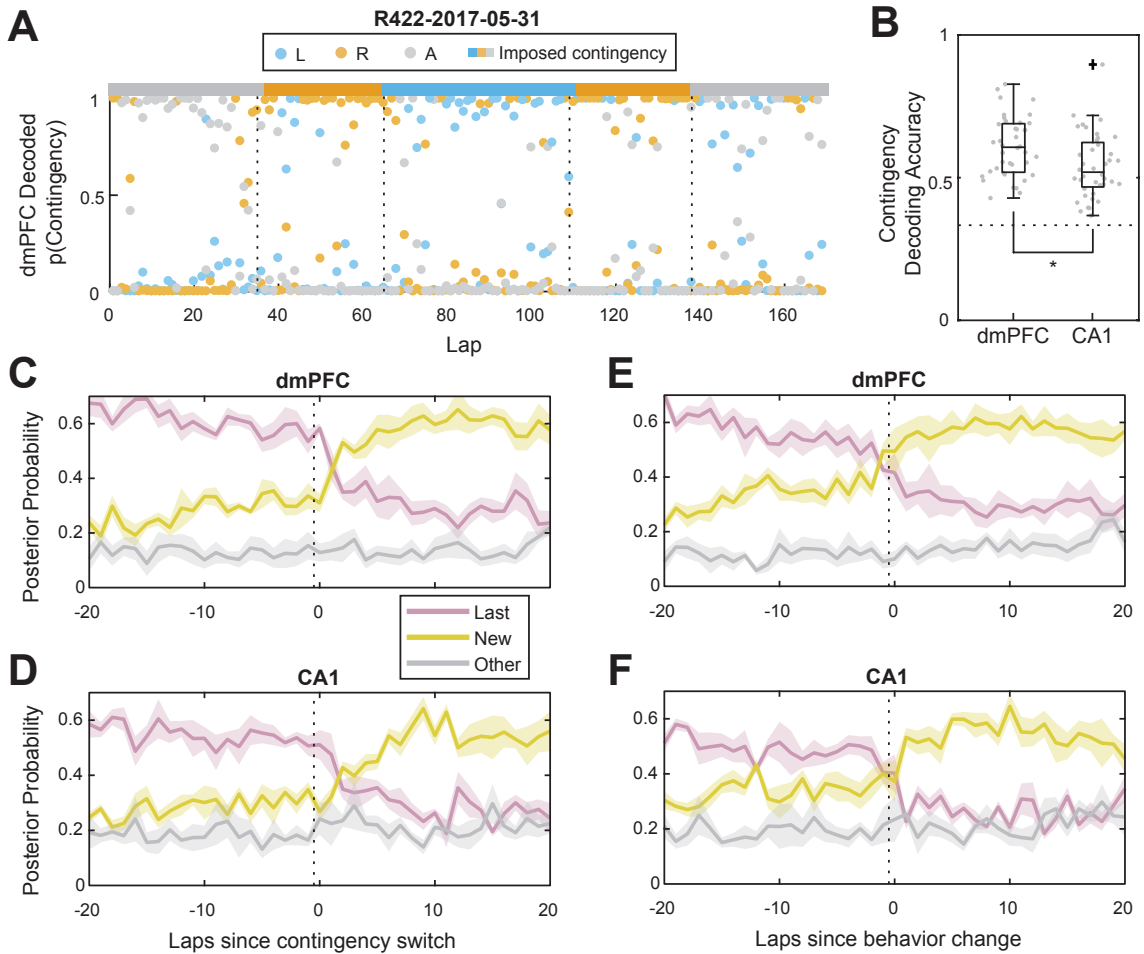 A
R422-2017-05-31
L R A Imposed contingency
dmPFC Decoded
p(Contingency)
1
0.5
0
0 20 40 60 80 100 120 140 160
Lap
B
Contingency
Decoding Accuracy
1
0.5
0
+
*
dmPFC CA1
C
dmPFC
Posterior Probability
0.6
0.4
0.2
0
-20 -10 0 10 20
E
dmPFC
Posterior Probability
0.6
0.4
0.2
0
-20 -10 0 10 20
Last
New
Other
D
CA1
Posterior Probability
0.6
0.4
0.2
0
-20 -10 0 10 20
Laps since contingency switch
F
CA1
Posterior Probability
0.6
0.4
0.2
0
-20 -10 0 10 20
Laps since behavior change